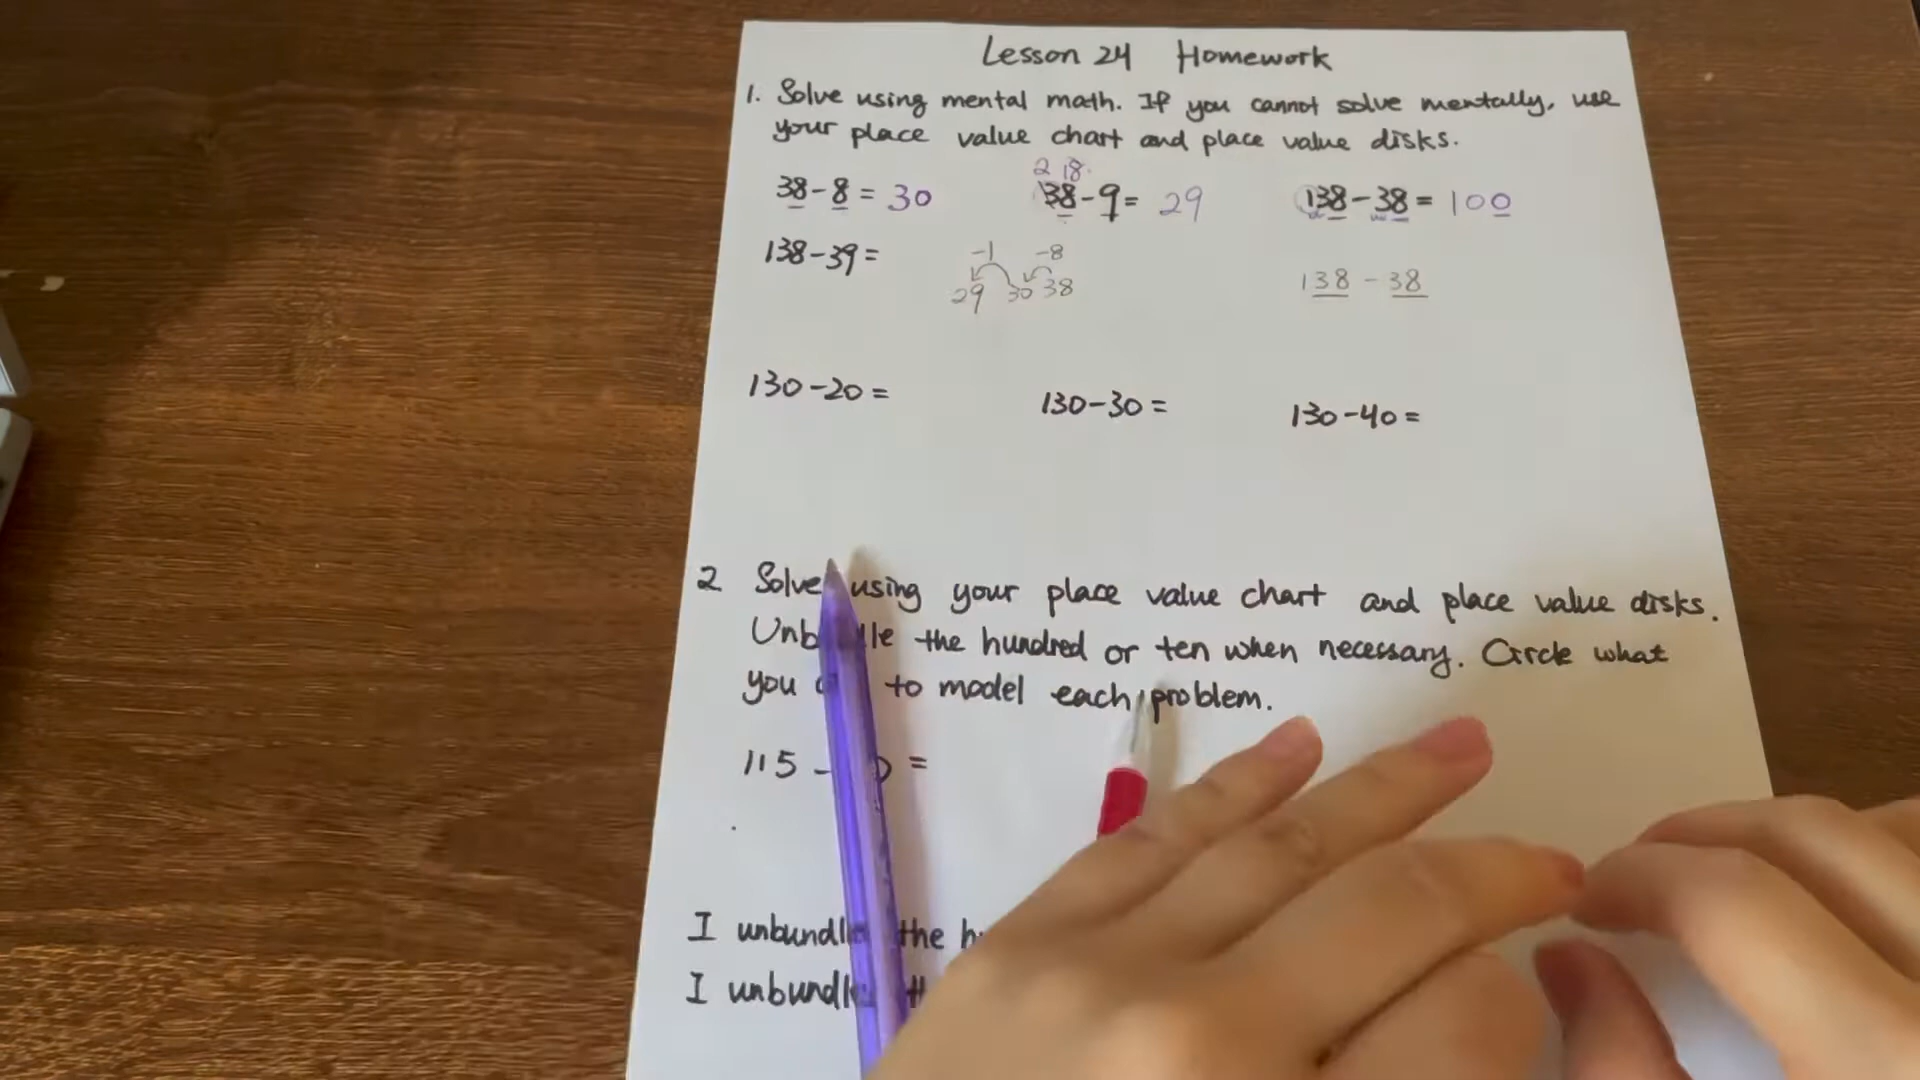 Lesson 24 Homework
1. Solve using mental math. If you cannot solve mentally, use
your place value chart and place value disks.
2 18
38-8 = 30 38-9= 29 138-38 = 100
138-39=
-1 -8
29 30 38
138 - 38
130-20= 130-30= 130-40=
2 Solve using your place value chart and place value disks.
the hundred or ten when necessary. Circle what
you to model each problem.
115 - =
I the
I